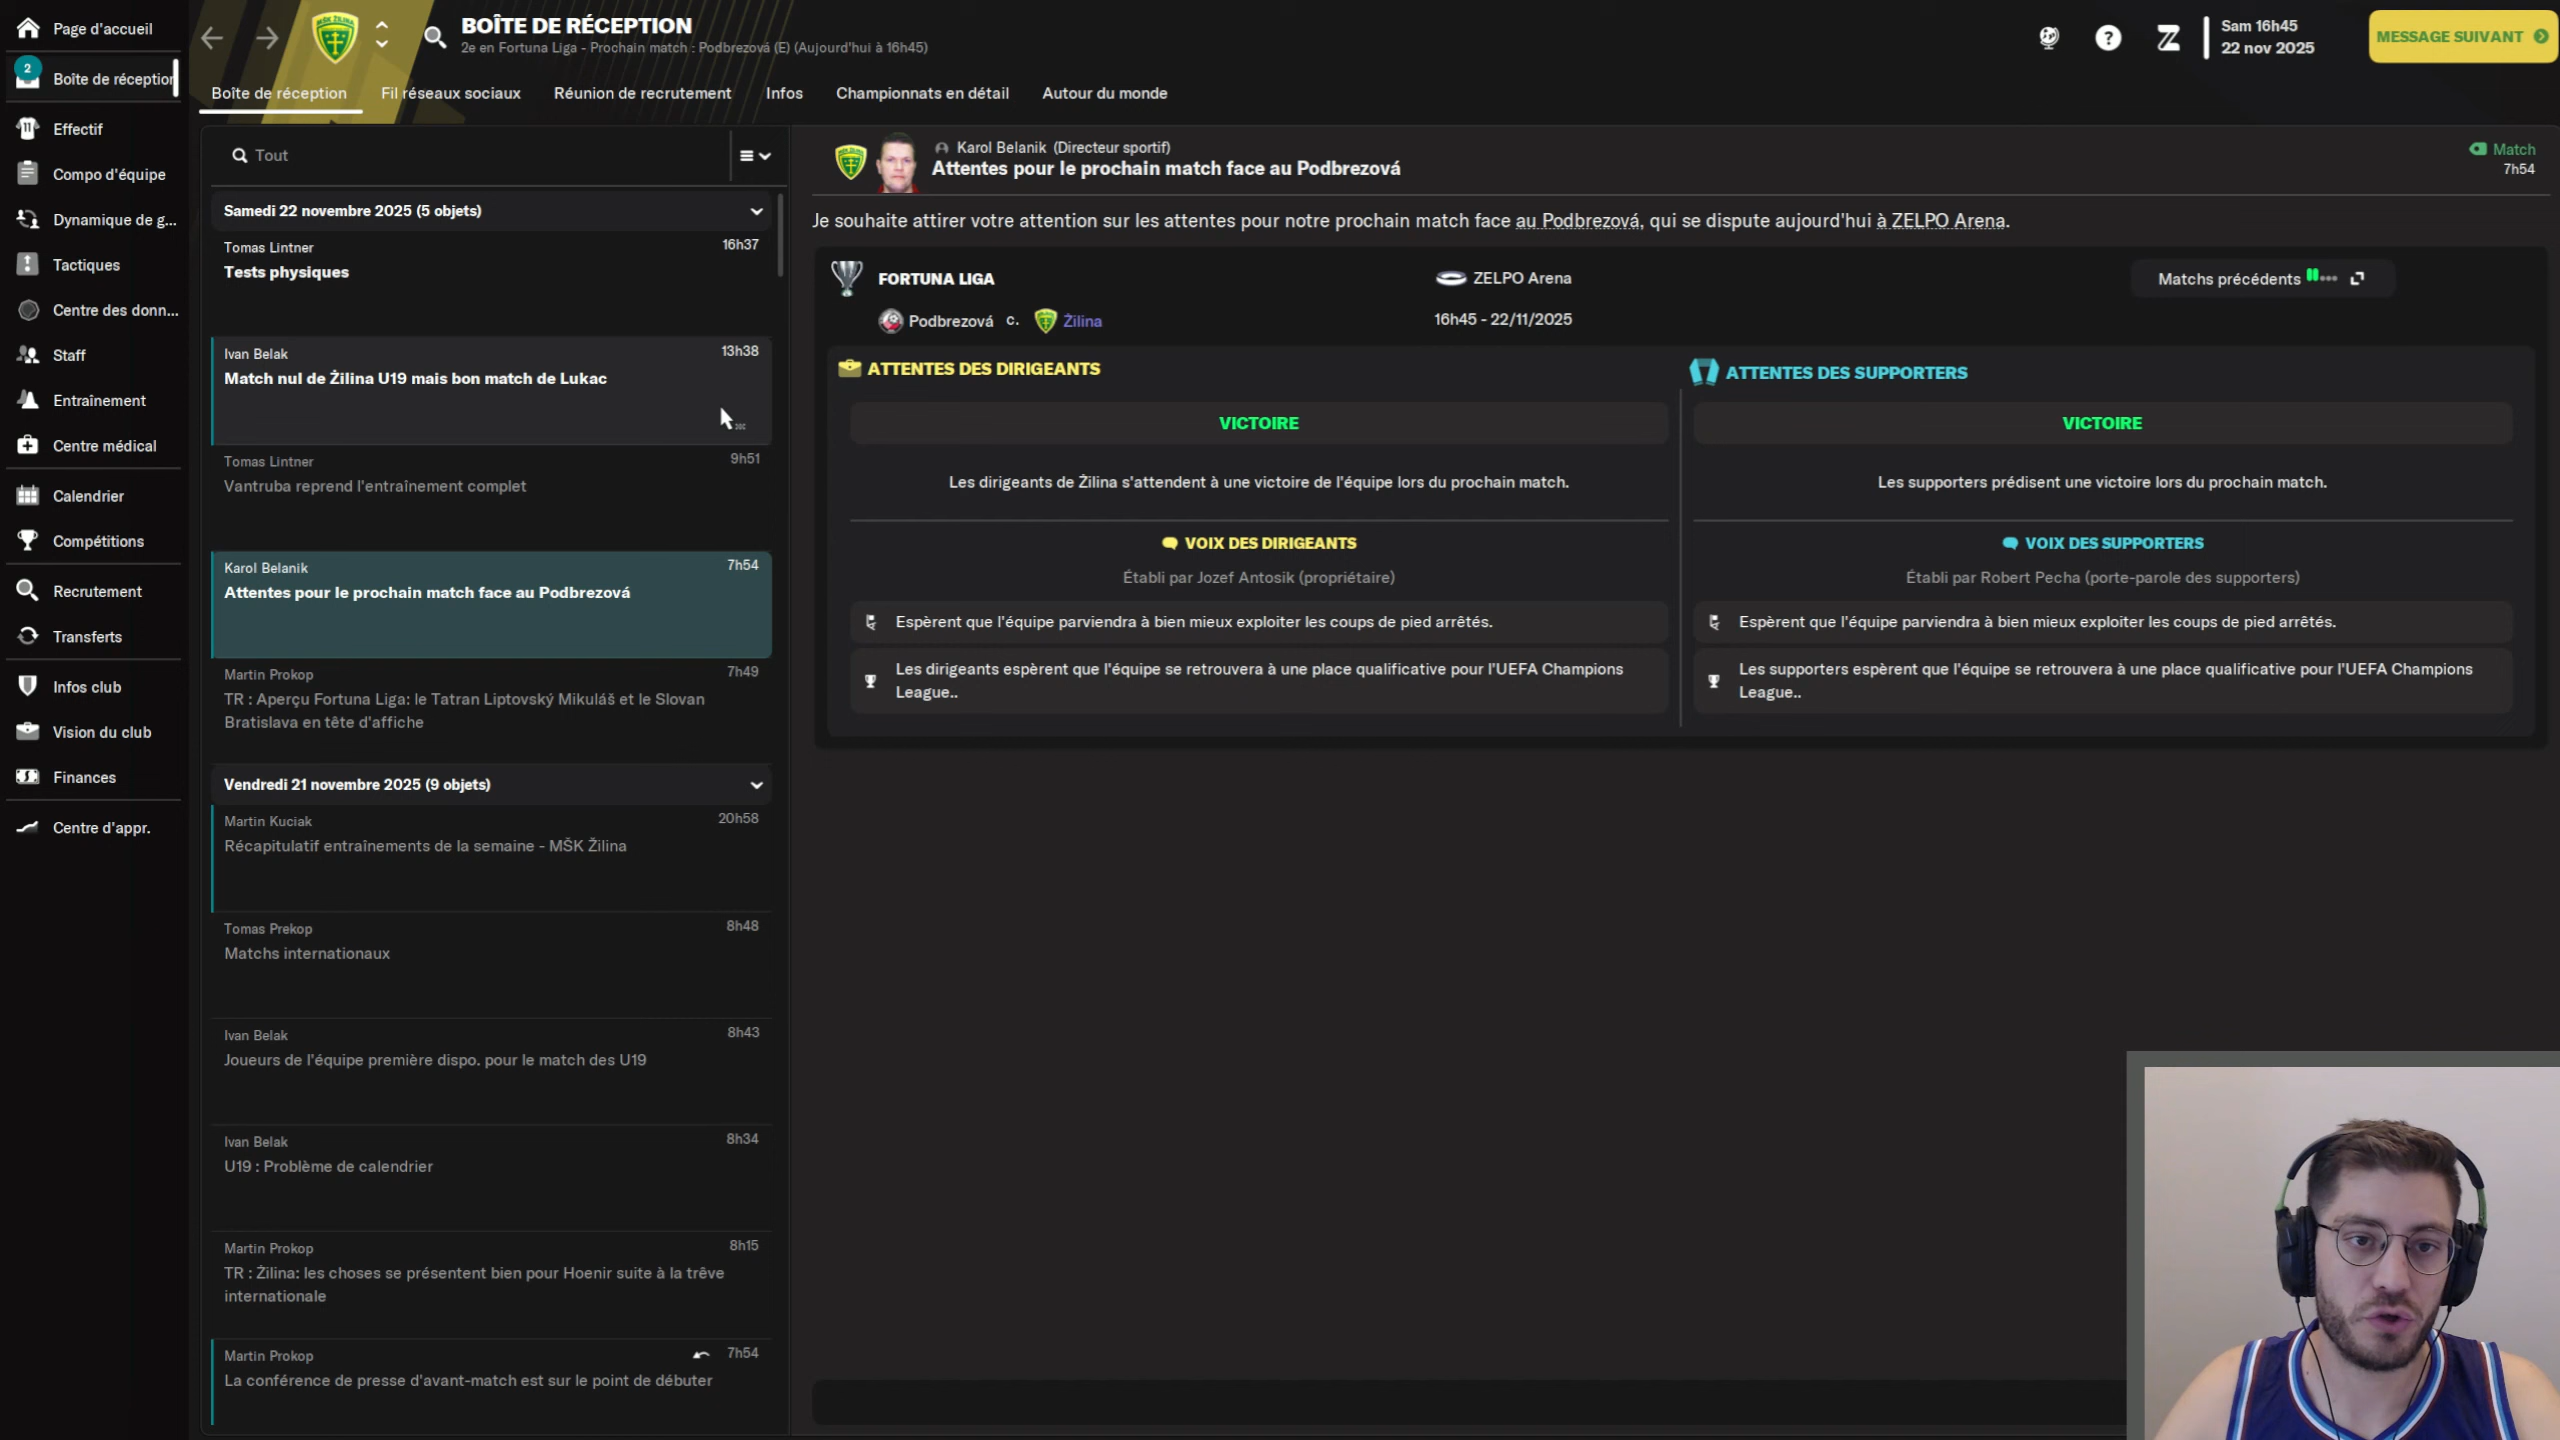 Page d'accueil
2
Boîte de réception
Effectif
Compo d'équipe
Dynamique de g...
Tactiques
Centre des donn...
Staff
Entraînement
Centre médical
Calendrier
Compétitions
Recrutement
Transferts
Infos club
Vision du club
Finances
Centre d'appr.
BOÎTE DE RÉCEPTION
2e en Fortuna Liga - Prochain match : Podbrezová (E) (Aujourd'hui à 16h45)
Sam 16h45
22 nov 2025
MESSAGE SUIVANT
Boîte de réception
Fil réseaux sociaux
Réunion de recrutement
Infos
Championnats en détail
Autour du monde
Tout
Samedi 22 novembre 2025 (5 objets)
Tomas Lintner 16h37
Tests physiques
Ivan Belak 13h38
Match nul de Žilina U19 mais bon match de Lukac
Tomas Lintner 9h51
Vantruba reprend l'entraînement complet
Karol Belanik 7h54
Attentes pour le prochain match face au Podbrezová
Martin Prokop 7h49
TR : Aperçu Fortuna Liga: le Tatran Liptovský Mikuláš et le Slovan
Bratislava en tête d'affiche
Vendredi 21 novembre 2025 (9 objets)
Martin Kuciak 20h58
Récapitulatif entraînements de la semaine - MŠK Žilina
Tomas Prekop 8h48
Matchs internationaux
Ivan Belak 8h43
Joueurs de l'équipe première dispo. pour le match des U19
Ivan Belak 8h34
U19 : Problème de calendrier
Martin Prokop 8h15
TR : Žilina: les choses se présentent bien pour Hoenir suite à la trêve
internationale
Martin Prokop 7h54
La conférence de presse d'avant-match est sur le point de débuter
Karol Belanik (Directeur sportif)
Attentes pour le prochain match face au Podbrezová
Match
7h54
Je souhaite attirer votre attention sur les attentes pour notre prochain match face au Podbrezová, qui se dispute aujourd'hui à ZELPO Arena.
FORTUNA LIGA
ZELPO Arena
Matchs précédents
Podbrezová c. Žilina
16h45 - 22/11/2025
ATTENTES DES DIRIGEANTS
VICTOIRE
Les dirigeants de Žilina s'attendent à une victoire de l'équipe lors du prochain match.
VOIX DES DIRIGEANTS
Établi par Jozef Antosik (propriétaire)
Espèrent que l'équipe parviendra à bien mieux exploiter les coups de pied arrêtés.
Les dirigeants espèrent que l'équipe se retrouvera à une place qualificative pour l'UEFA Champions
League..
ATTENTES DES SUPPORTERS
VICTOIRE
Les supporters prédisent une victoire lors du prochain match.
VOIX DES SUPPORTERS
Établi par Robert Pecha (porte-parole des supporters)
Espèrent que l'équipe parviendra à bien mieux exploiter les coups de pied arrêtés.
Les supporters espèrent que l'équipe se retrouvera à une place qualificative pour l'UEFA Champions
League..